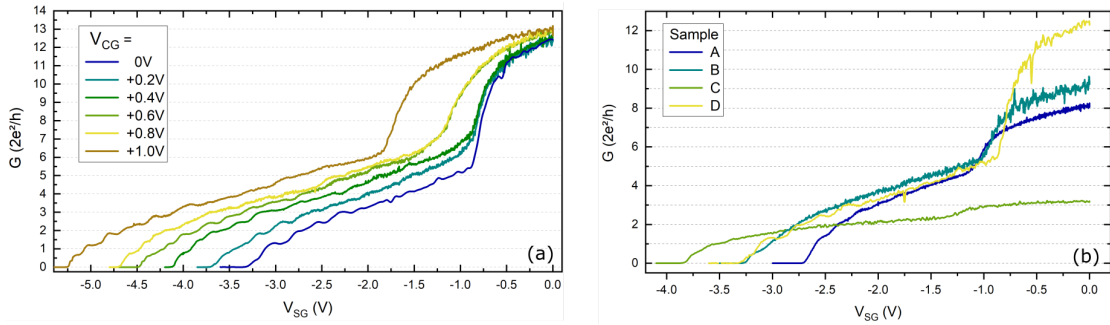 14
13
12
11
10
9
8
7
6
5
4
3
2
1
0
G (2e²/h)
V_CG =
0V
+0.2V
+0.4V
+0.6V
+0.8V
+1.0V
(a)
-5.0 -4.5 -4.0 -3.5 -3.0 -2.5 -2.0 -1.5 -1.0 -0.5 0.0
V_SG (V)
12
10
8
6
4
2
0
G (2e²/h)
Sample
A
B
C
D
(b)
-4.0 -3.5 -3.0 -2.5 -2.0 -1.5 -1.0 -0.5 0.0
V_SG (V)